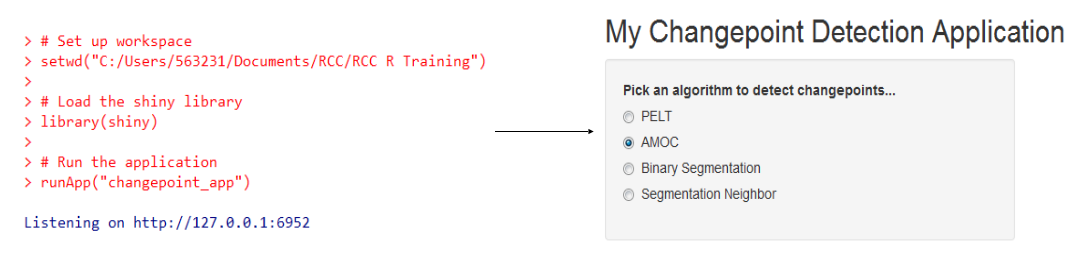 > # Set up workspace
> setwd("C:/Users/563231/Documents/RCC/RCC R Training")
>
> # Load the shiny library
> library(shiny)
>
> # Run the application
> runApp("changepoint_app")
Listening on http://127.0.0.1:6952
My Changepoint Detection Application
Pick an algorithm to detect changepoints...
PELT
AMOC
Binary Segmentation
Segmentation Neighbor